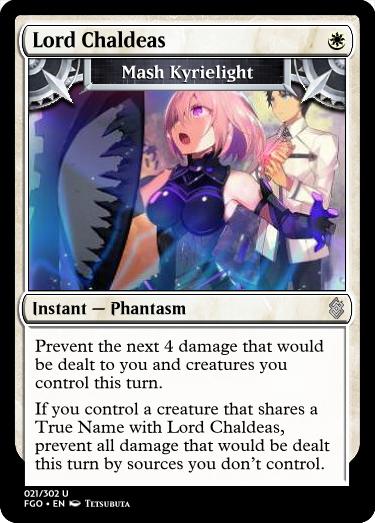 Lord Chaldeas
Mash Kyrielight
Instant — Phantasm
Prevent the next 4 damage that would
be dealt to you and creatures you
control this turn.
If you control a creature that shares a
True Name with Lord Chaldeas,
prevent all damage that would be dealt
this turn by sources you don't control.
021/302 U
FGO • EN Tetsubuta